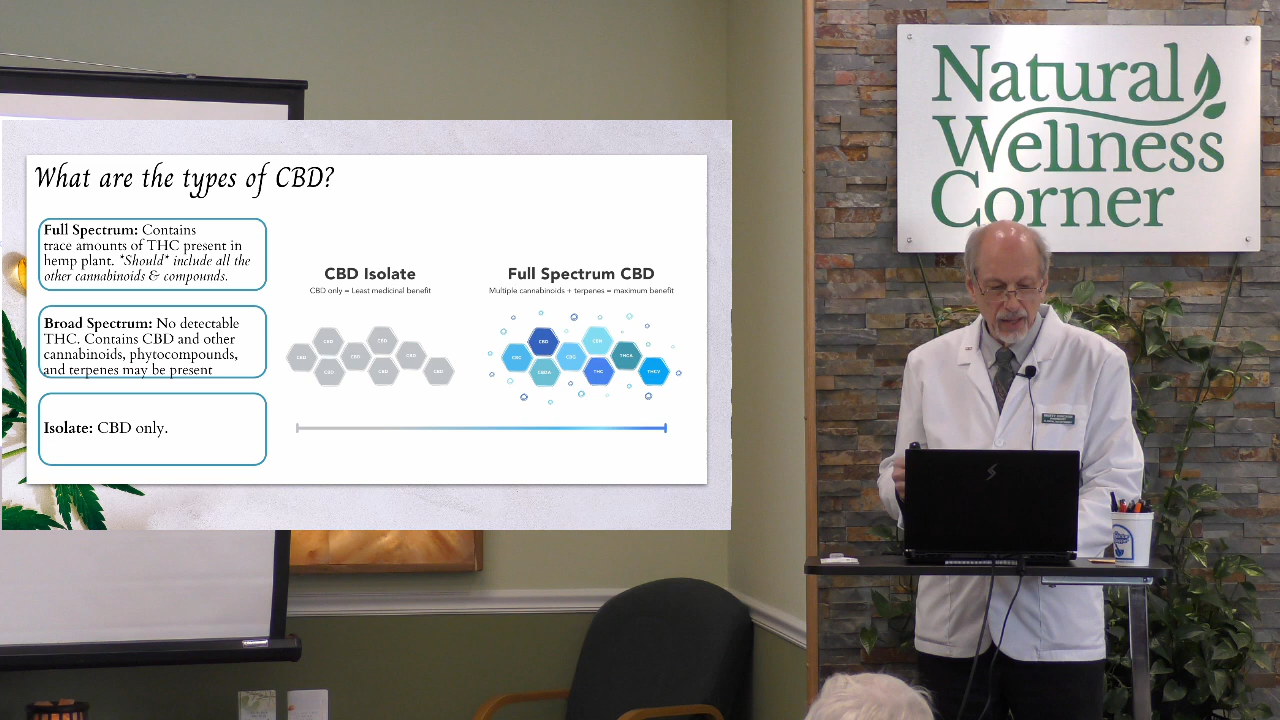 What are the types of CBD?
Full Spectrum: Contains
trace amounts of THC present in
hemp plant. *Should* include all the
other cannabinoids & compounds.
Broad Spectrum: No detectable
THC. Contains CBD and other
cannabinoids, phytocompounds,
and terpenes may be present
Isolate: CBD only.
CBD Isolate
CBD only = Least medicinal benefit
CBD CBD
CBD CBD CBD
CBD CBD CBD
Full Spectrum CBD
Multiple cannabinoids + terpenes = maximum benefit
CBD CBN
CBC CBG THCA
CBDA THC THCV
Natural
Wellness
Corner